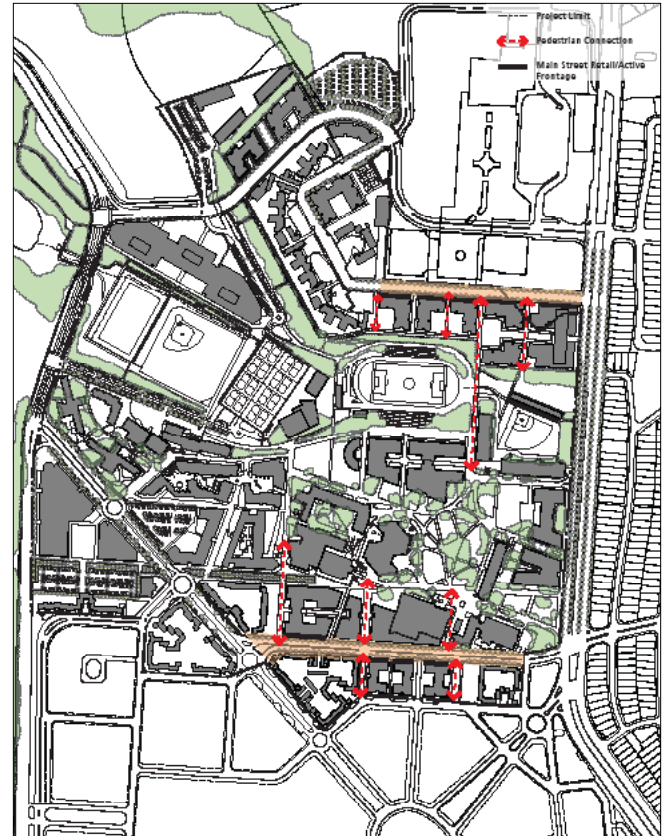 Project Limit
Pedestrian Connection
Main Street Retail/Active
Frontage